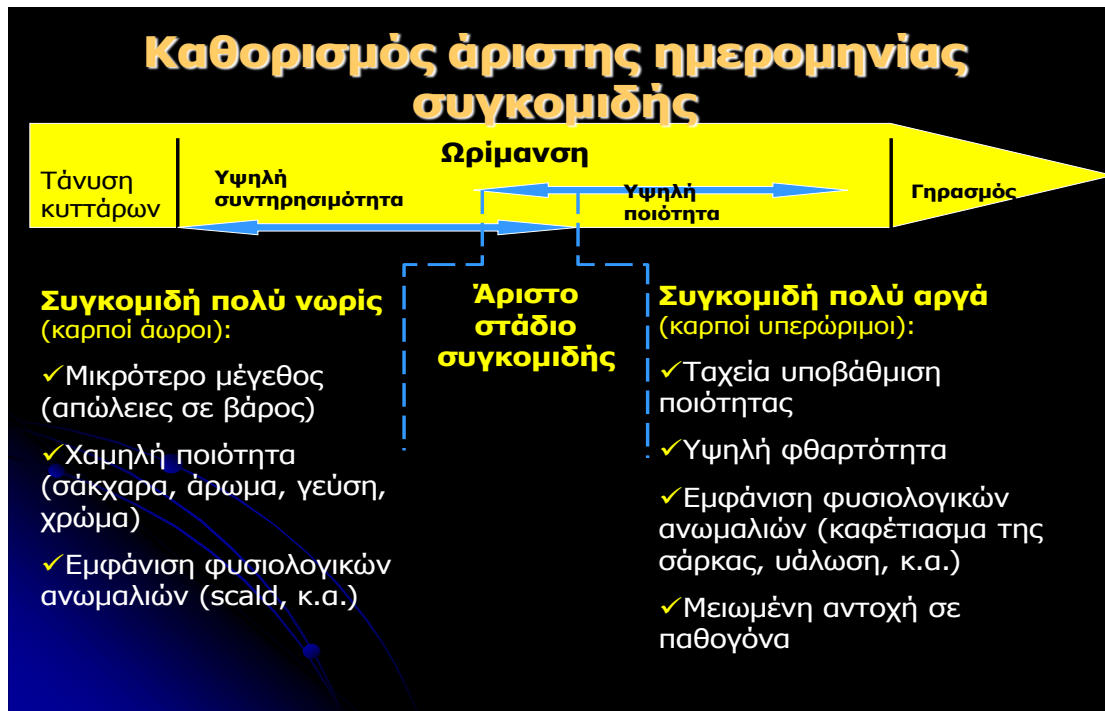 Καθορισμός άριστης ημερομηνίας
συγκομιδής
Ωρίμανση
Τάνυση
κυττάρων
Υψηλή
συντηρησιμότητα
Υψηλή
ποιότητα
Γηρασμός
Συγκομιδή πολύ νωρίς
(καρποί άωροι):
✓Μικρότερο μέγεθος
(απώλειες σε βάρος)
✓Χαμηλή ποιότητα
(σάκχαρα, άρωμα, γεύση,
χρώμα)
✓Εμφάνιση φυσιολογικών
ανωμαλιών (scald, κ.α.)
Άριστο
στάδιο
συγκομιδής
Συγκομιδή πολύ αργά
(καρποί υπερώριμοι):
✓Ταχεία υποβάθμιση
ποιότητας
✓Υψηλή φθαρτότητα
✓Εμφάνιση φυσιολογικών
ανωμαλιών (καφέτιασμα της
σάρκας, υάλωση, κ.α.)
✓Μειωμένη αντοχή σε
παθογόνα